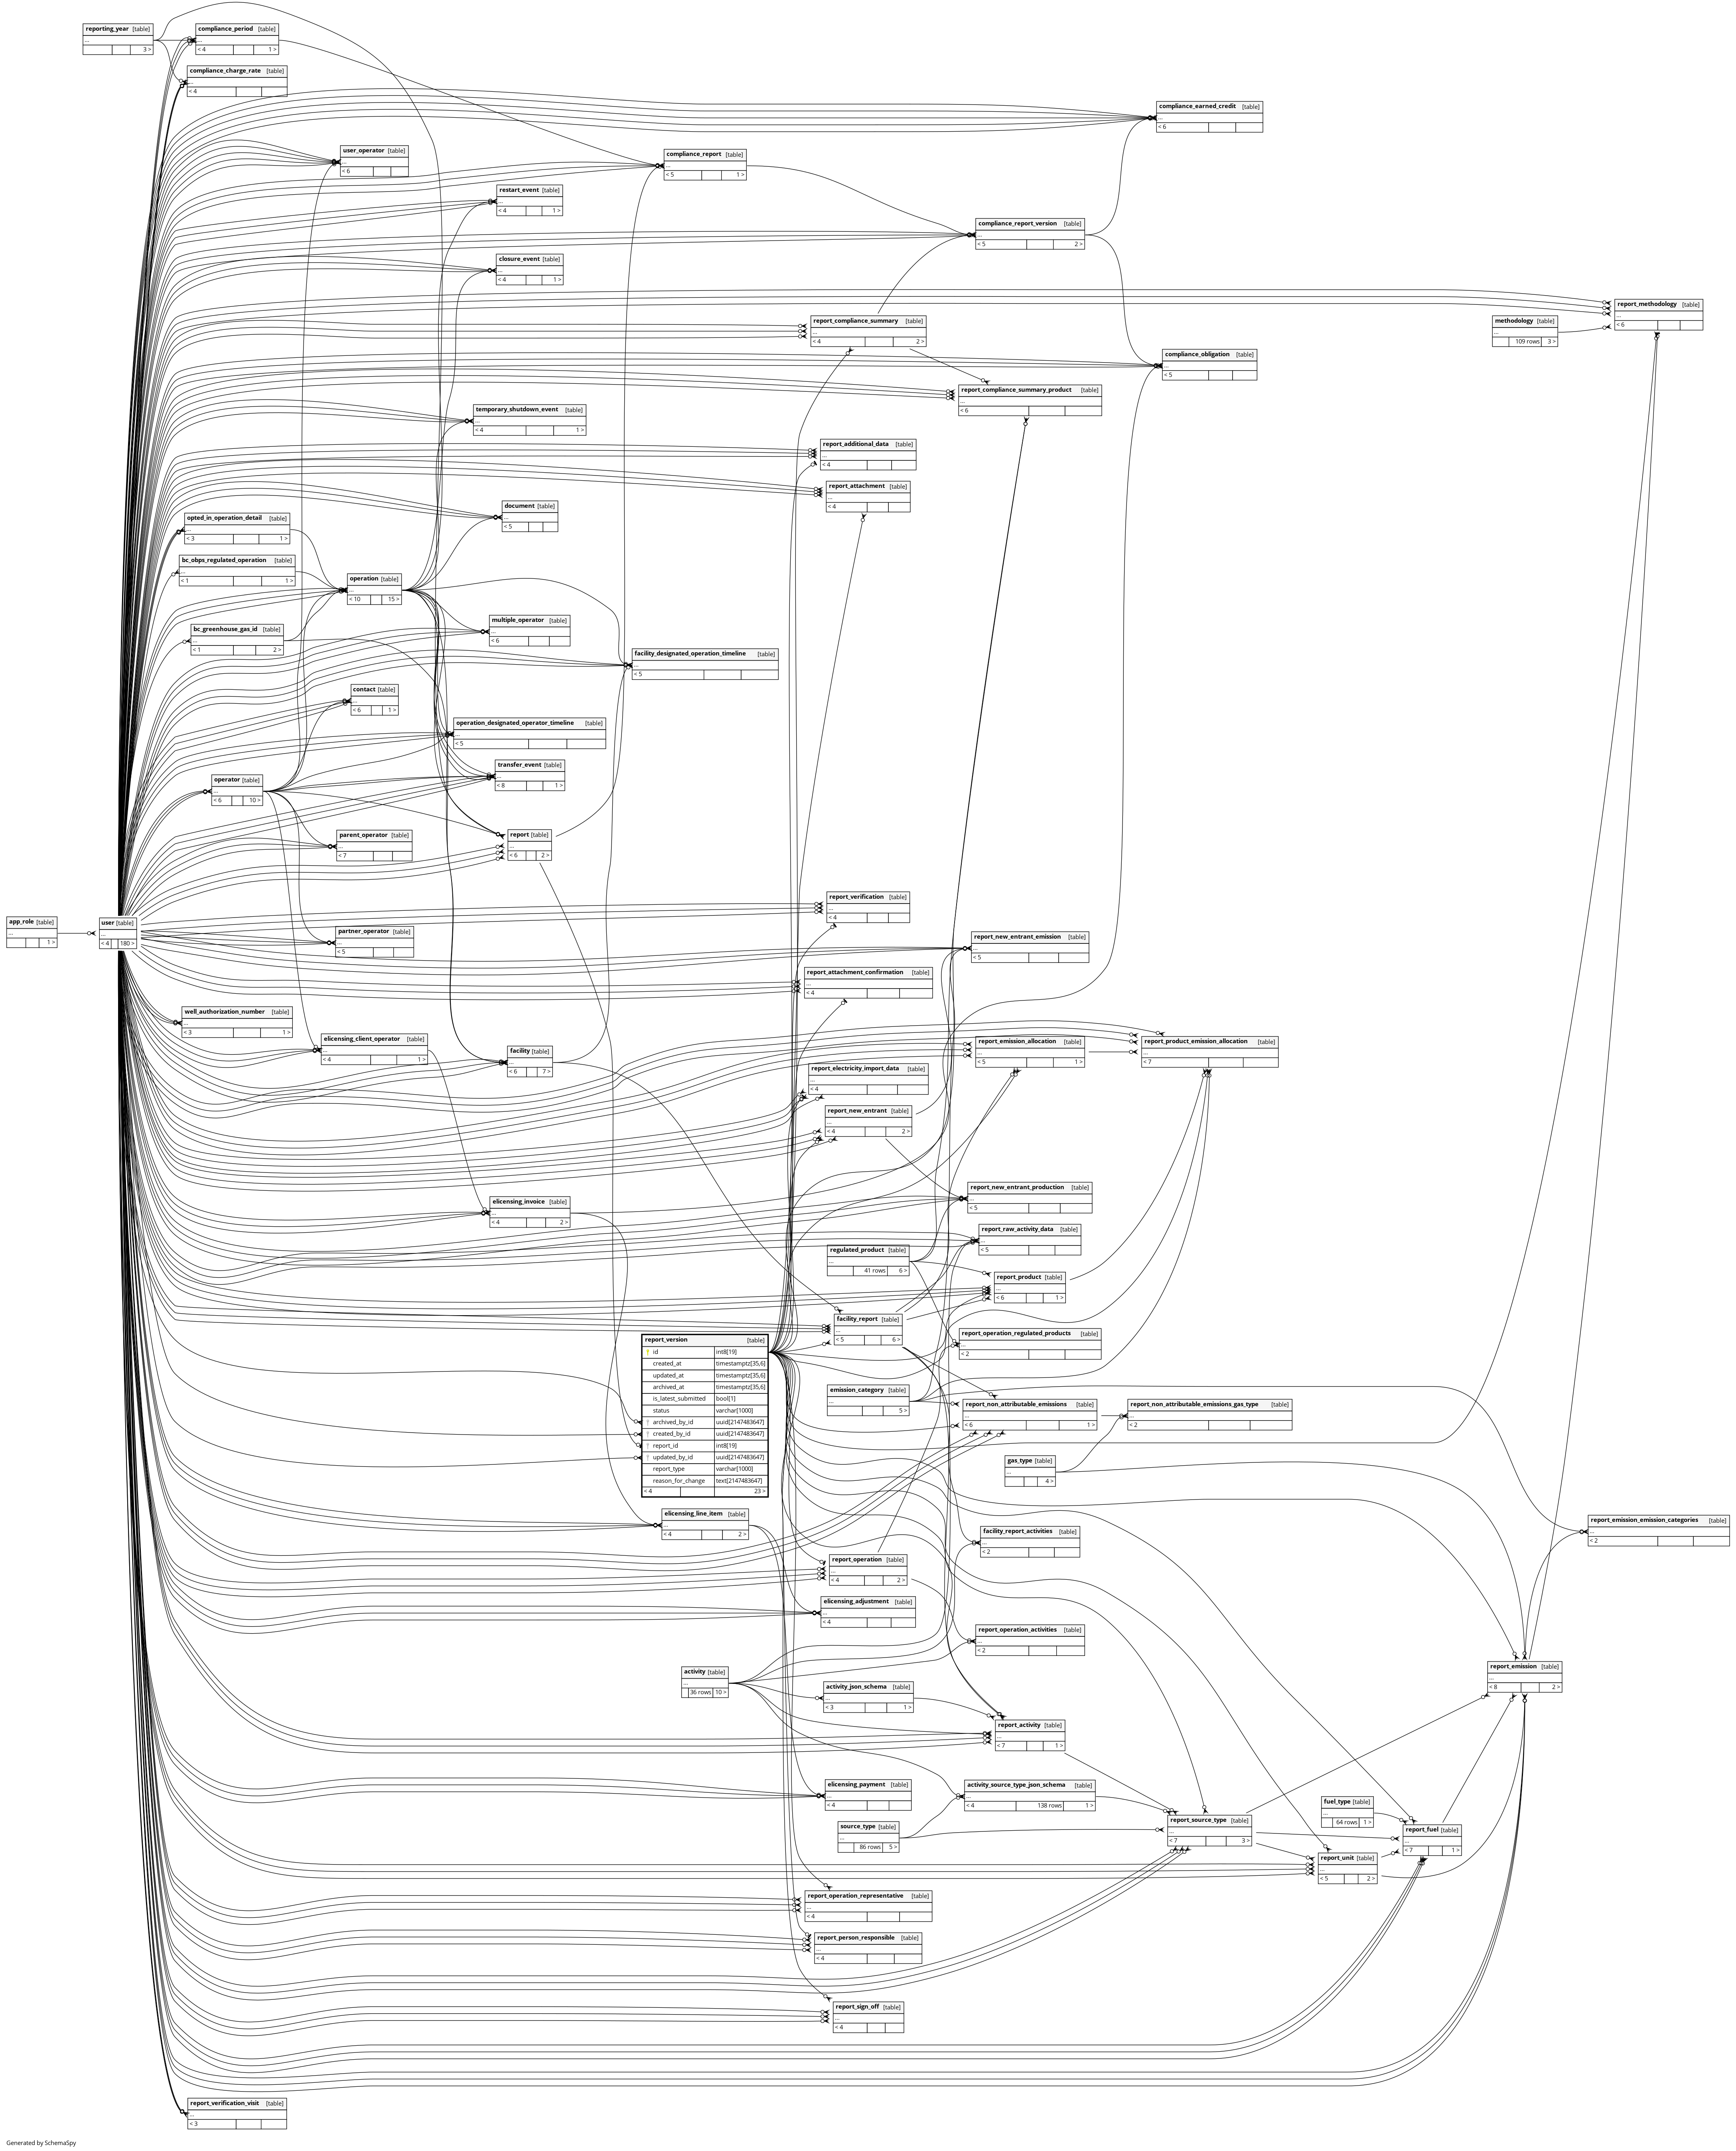 reporting_year [table]
...
3 >
compliance_period [table]
...
< 4 1 >
compliance_charge_rate [table]
...
< 4
compliance_earned_credit [table]
...
< 6
user_operator [table]
...
< 6
compliance_report [table]
...
< 5 1 >
restart_event [table]
...
< 4 1 >
compliance_report_version [table]
...
< 5 2 >
closure_event [table]
...
< 4 1 >
report_methodology [table]
...
< 6
methodology [table]
...
109 rows 3 >
report_compliance_summary [table]
...
< 4 2 >
compliance_obligation [table]
...
< 5
report_compliance_summary_product [table]
...
< 6
temporary_shutdown_event [table]
...
< 4 1 >
report_additional_data [table]
...
< 4
report_attachment [table]
...
< 4
document [table]
...
< 5
opted_in_operation_detail [table]
...
< 3 1 >
bc_obps_regulated_operation [table]
...
< 1 1 >
operation [table]
...
< 10 15 >
multiple_operator [table]
...
< 6
bc_greenhouse_gas_id [table]
...
< 1 2 >
facility_designated_operation_timeline [table]
...
< 5
contact [table]
...
< 6 1 >
operation_designated_operator_timeline [table]
...
< 5
transfer_event [table]
...
< 8 1 >
operator [table]
...
< 6 10 >
parent_operator [table]
...
< 7
report [table]
...
< 6 2 >
report_verification [table]
...
< 4
app_role [table]
...
1 >
user [table]
...
< 4 180 >
partner_operator [table]
...
< 5
report_new_entrant_emission [table]
...
< 5
report_attachment_confirmation [table]
...
< 4
well_authorization_number [table]
...
< 3 1 >
elicensing_client_operator [table]
...
< 4 1 >
facility [table]
...
< 6 7 >
report_emission_allocation [table]
...
< 5 1 >
report_product_emission_allocation [table]
...
< 7
report_electricity_import_data [table]
...
< 4
report_new_entrant [table]
...
< 4 2 >
report_new_entrant_production [table]
...
< 5
elicensing_invoice [table]
...
< 4 2 >
report_raw_activity_data [table]
...
< 5
regulated_product [table]
...
41 rows 6 >
report_product [table]
...
< 6 1 >
facility_report [table]
...
< 5 6 >
report_operation_regulated_products [table]
...
< 2
report_version [table]
id int8[19]
created_at timestamptz[35,6]
updated_at timestamptz[35,6]
archived_at timestamptz[35,6]
is_latest_submitted bool[1]
status varchar[1000]
archived_by_id uuid[2147483647]
created_by_id uuid[2147483647]
report_id int8[19]
updated_by_id uuid[2147483647]
report_type varchar[1000]
reason_for_change text[2147483647]
< 4 23 >
emission_category [table]
...
5 >
report_non_attributable_emissions [table]
...
< 6 1 >
report_non_attributable_emissions_gas_type [table]
...
< 2
gas_type [table]
...
4 >
elicensing_line_item [table]
...
< 4 2 >
report_emission_emission_categories [table]
...
< 2
facility_report_activities [table]
...
< 2
report_operation [table]
...
< 4 2 >
elicensing_adjustment [table]
...
< 4
report_operation_activities [table]
...
< 2
activity [table]
...
36 rows 10 >
report_emission [table]
...
< 8 2 >
activity_json_schema [table]
...
< 3 1 >
report_activity [table]
...
< 7 1 >
elicensing_payment [table]
...
< 4
activity_source_type_json_schema [table]
...
< 4 138 rows 1 >
fuel_type [table]
...
64 rows 1 >
source_type [table]
...
86 rows 5 >
report_source_type [table]
...
< 7 3 >
report_fuel [table]
...
< 7 1 >
report_unit [table]
...
< 5 2 >
report_operation_representative [table]
...
< 4
report_person_responsible [table]
...
< 4
report_sign_off [table]
...
< 4
report_verification_visit [table]
...
< 3
Generated by SchemaSpy